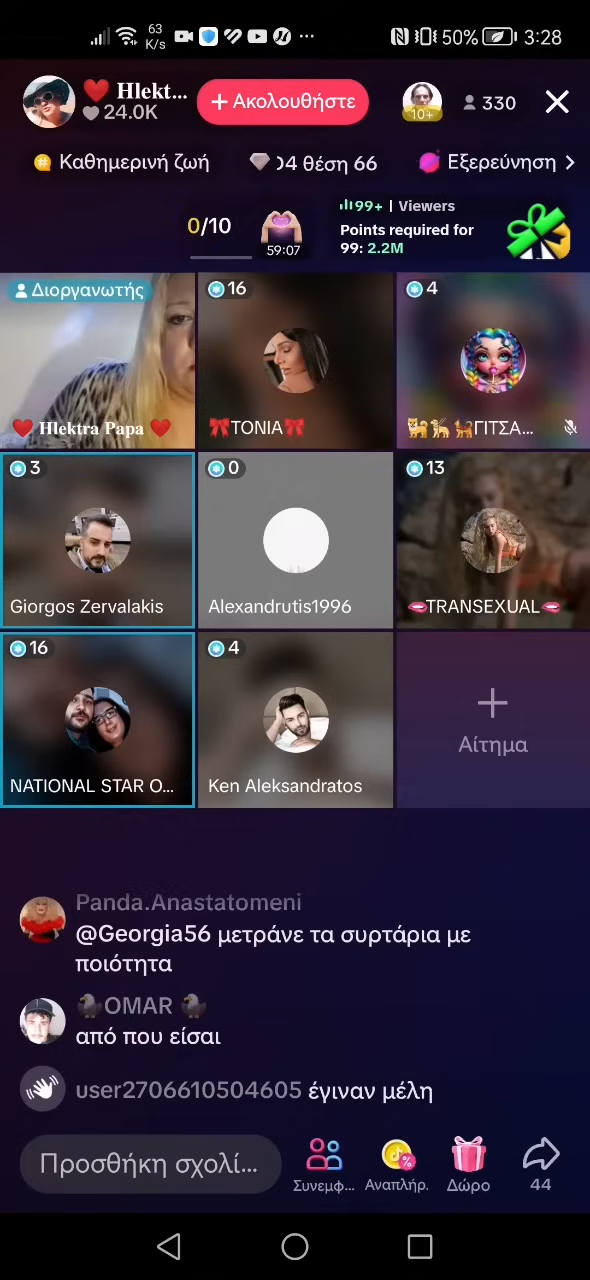 63
K/s
50%
3:28
❤️ Hlekt...
24.0K
+ Ακολουθήστε
10+
330
Καθημερινή ζωή
04 θέση 66
Εξερεύνηση >
0/10
59:07
99+ | Viewers
Points required for
99: 2.2M
Διοργανωτής
❤️ Hlektra Papa ❤️
16
🎀TONIA🎀
4
ΓΙΤΣΑ...
3
Giorgos Zervalakis
0
Alexandrutis1996
13
🫦TRANSEXUAL🫦
16
NATIONAL STAR O...
4
Ken Aleksandratos
Αίτημα
Panda.Anastatomeni
@Georgia56 μετράνε τα συρτάρια με
ποιότητα
OMAR
από που είσαι
user2706610504605 έγιναν μέλη
Προσθήκη σχολί...
Συνεμφ...
Αναπλήρ.
Δώρο
44